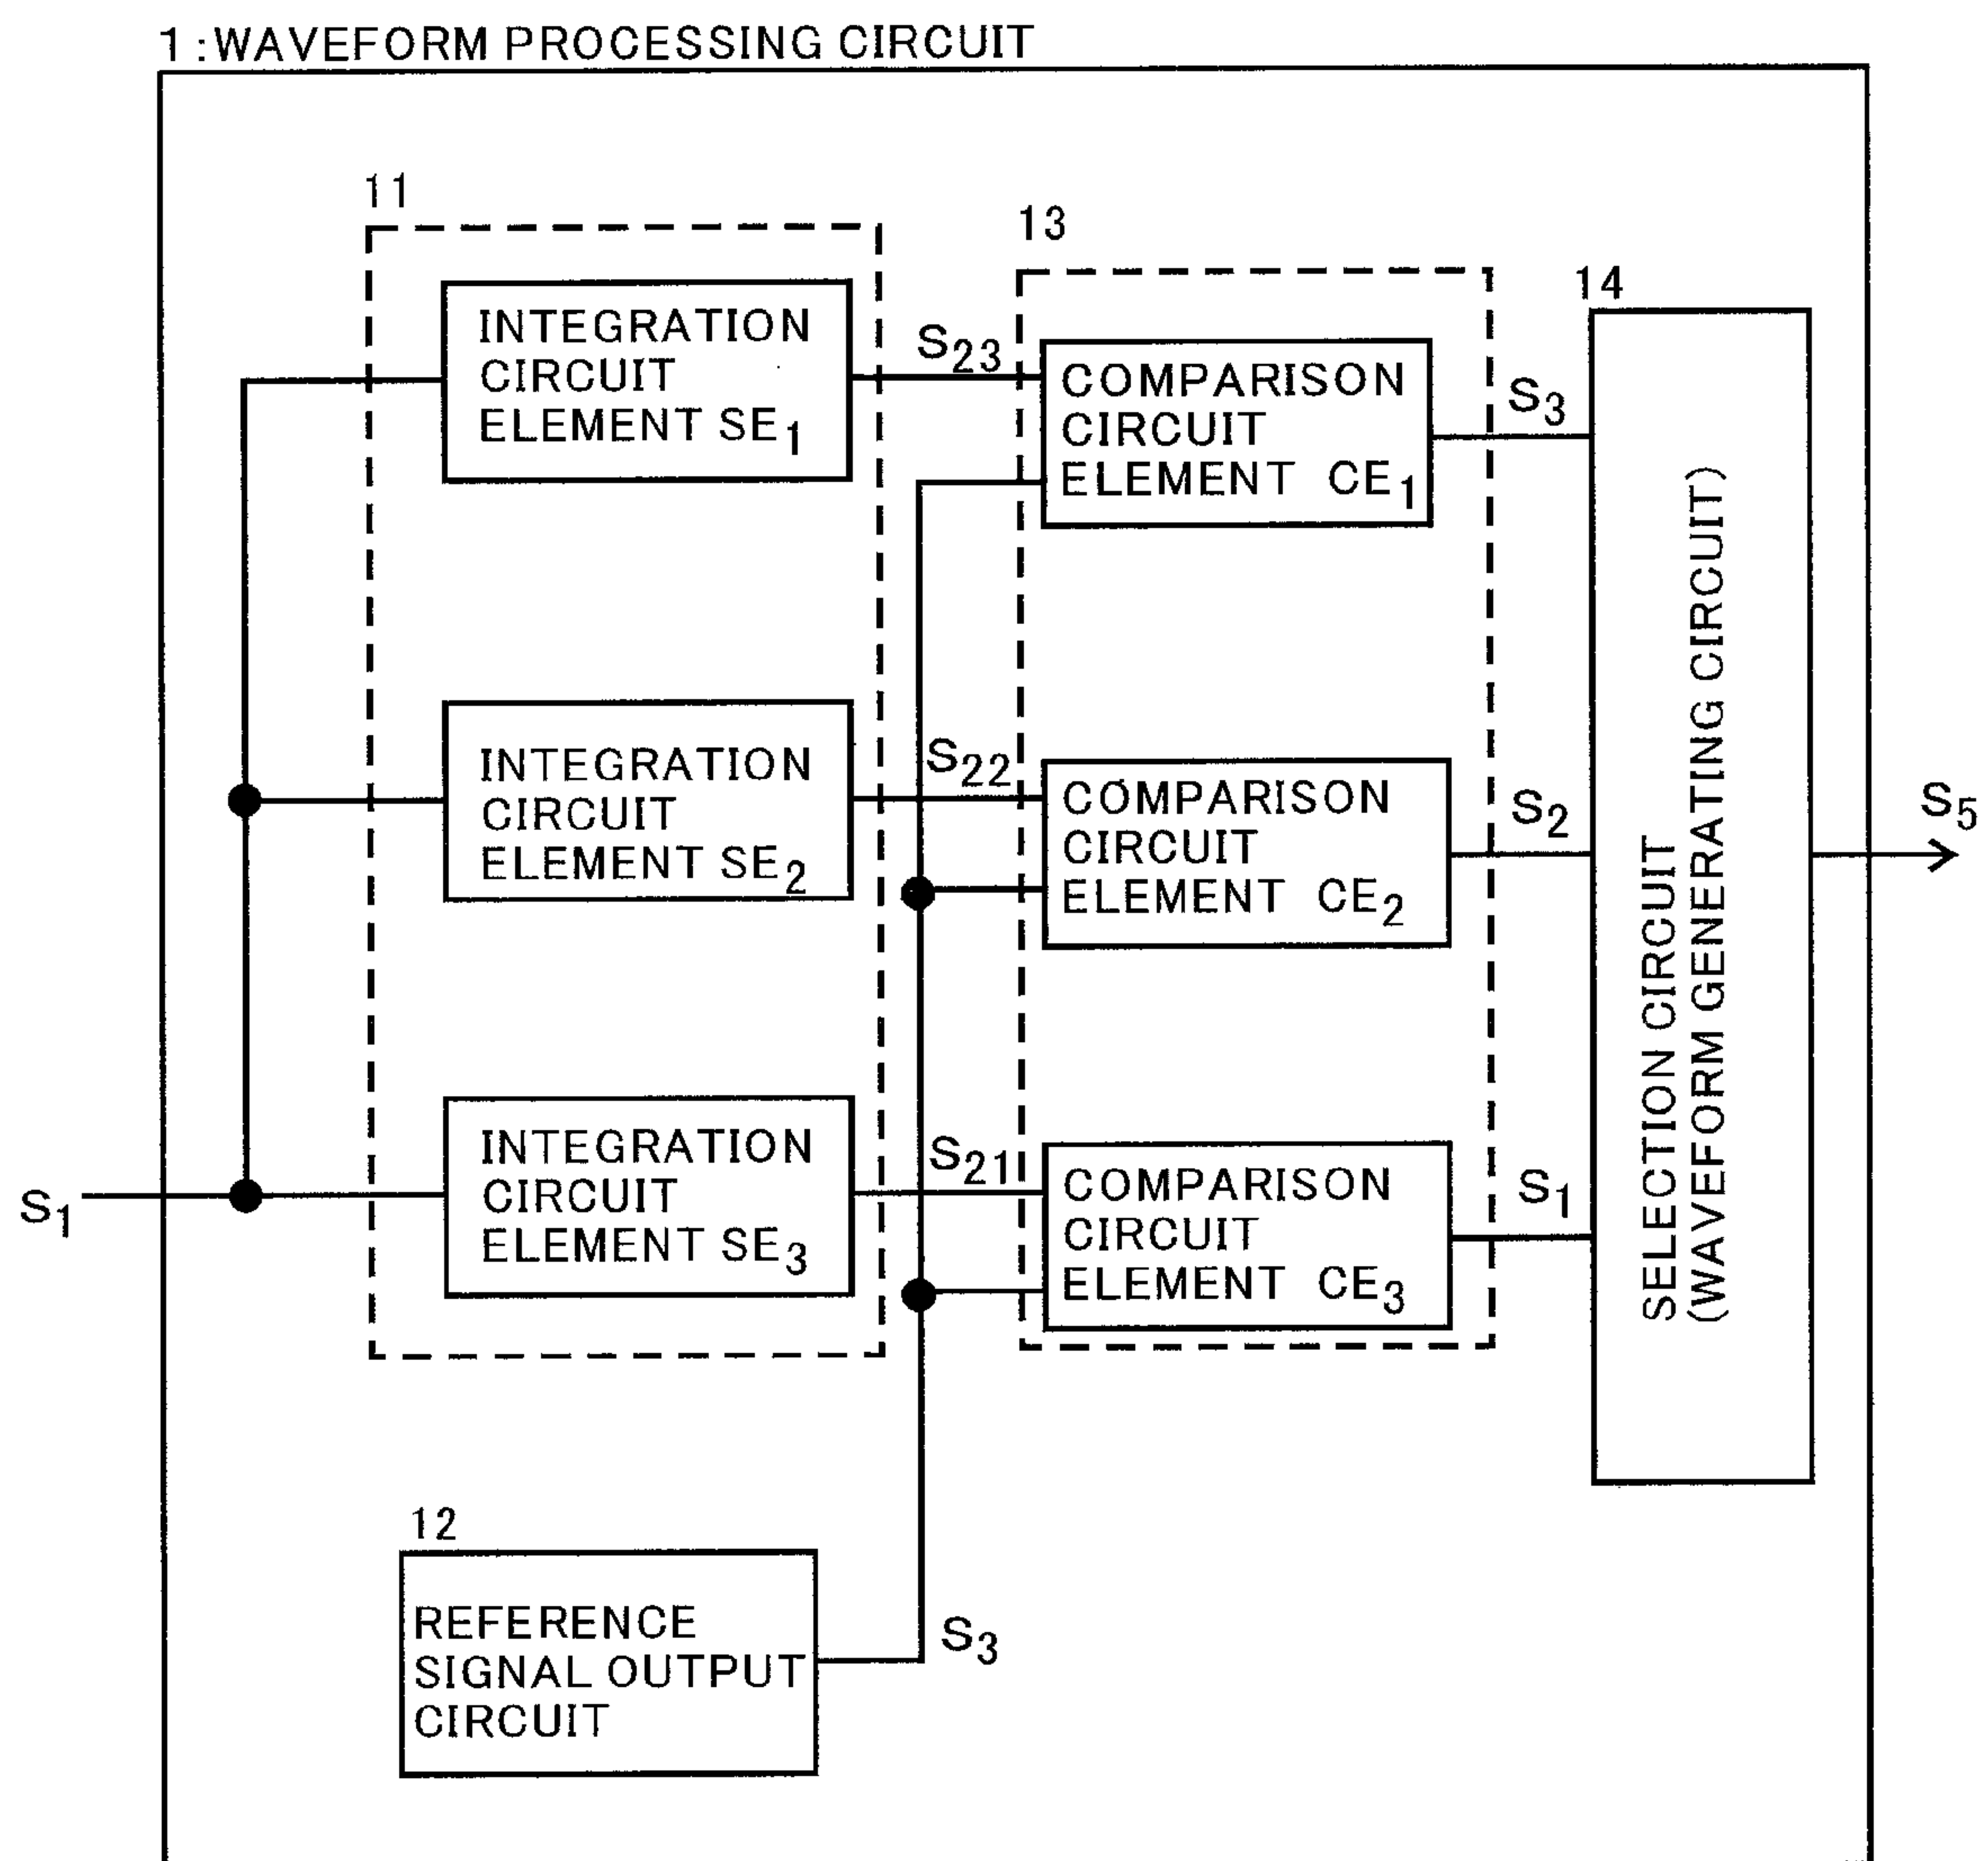 1 :WAVEFORM PROCESSING CIRCUIT
11
INTEGRATION
CIRCUIT
ELEMENT SE1
S23
13
COMPARISON
CIRCUIT
ELEMENT CE1
S3
14
SELECTION CIRCUIT
(WAVEFORM GENERATING CIRCUIT)
INTEGRATION
CIRCUIT
ELEMENT SE2
S22
COMPARISON
CIRCUIT
ELEMENT CE2
S2
S5
S1
INTEGRATION
CIRCUIT
ELEMENT SE3
S21
COMPARISON
CIRCUIT
ELEMENT CE3
S1
12
REFERENCE
SIGNAL OUTPUT
CIRCUIT
S3